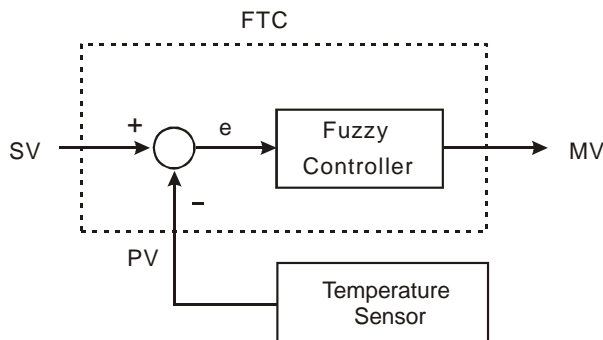 FTC
SV
+
e
Fuzzy
Controller
MV
−
PV
Temperature
Sensor